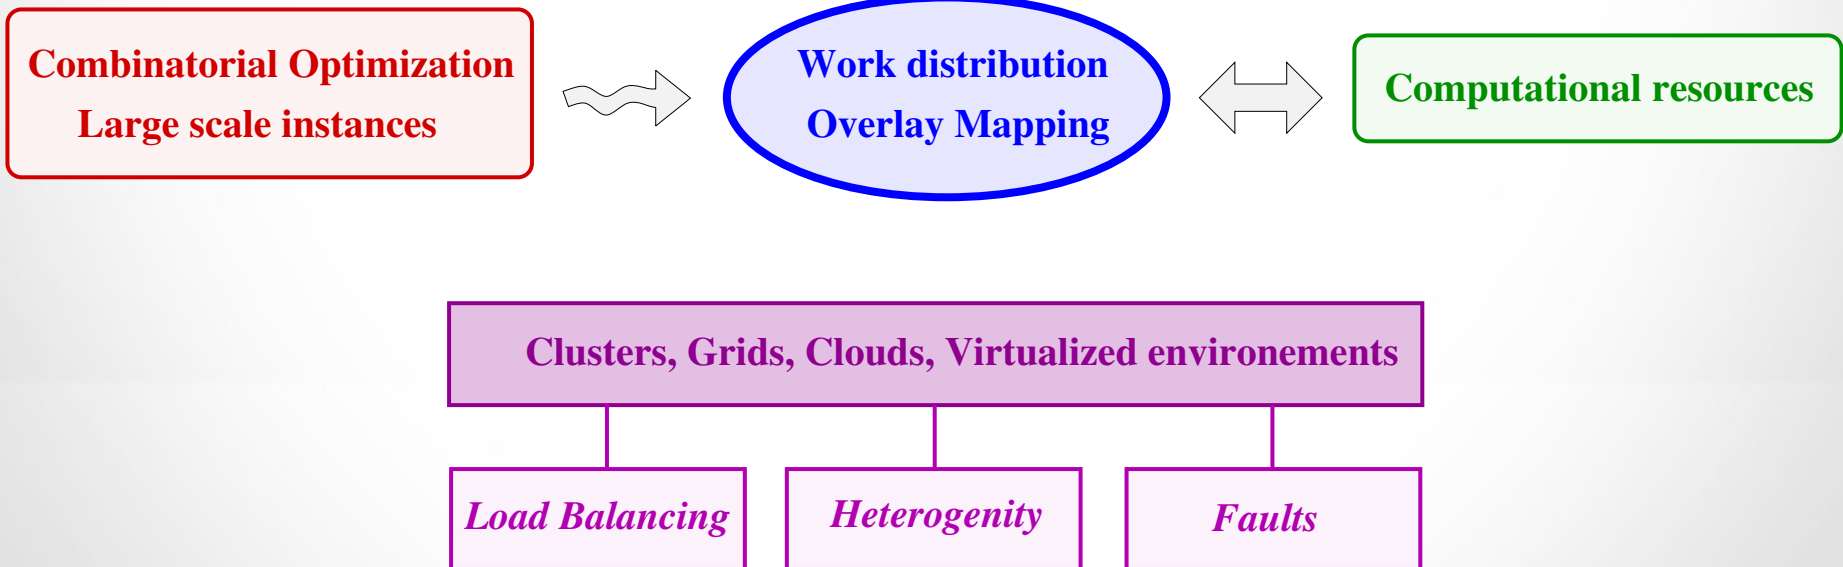 Combinatorial Optimization
Large scale instances
Work distribution
Overlay Mapping
Computational resources
Clusters, Grids, Clouds, Virtualized environements
Load Balancing
Heterogenity
Faults